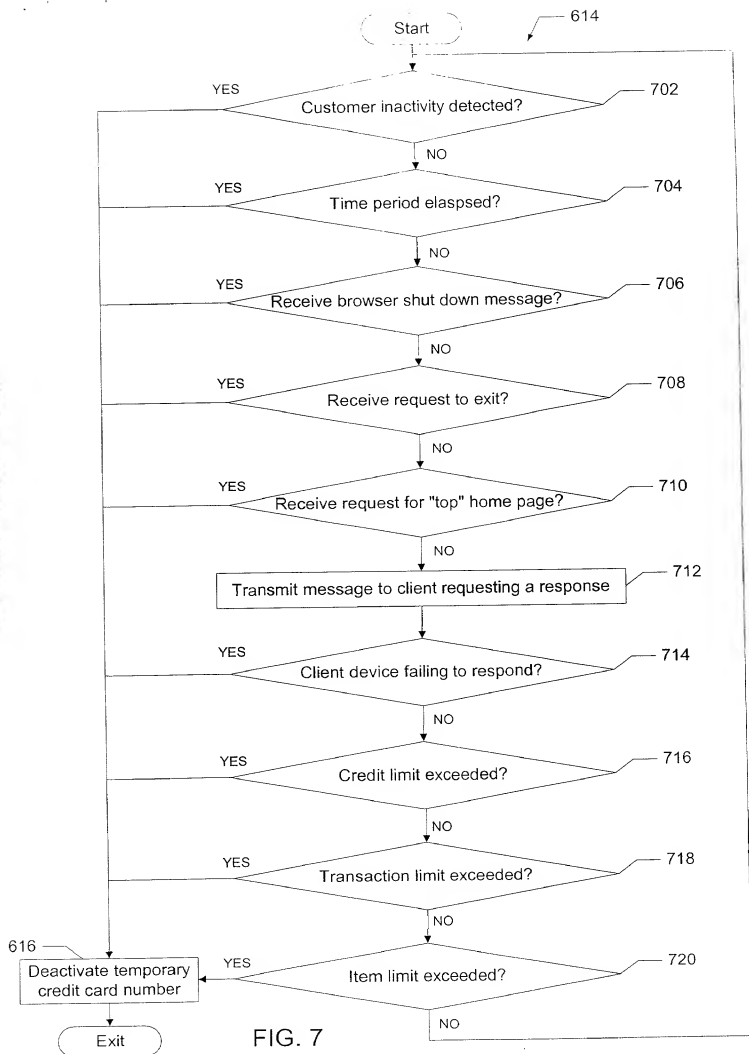 Start
614
YES
Customer inactivity detected?
702
NO
YES
Time period elaspsed?
704
NO
YES
Receive browser shut down message?
706
NO
YES
Receive request to exit?
708
NO
YES
Receive request for "top" home page?
710
NO
Transmit message to client requesting a response
712
YES
Client device failing to respond?
714
NO
YES
Credit limit exceeded?
716
NO
YES
Transaction limit exceeded?
718
NO
616
Deactivate temporary
credit card number
YES
Item limit exceeded?
720
NO
Exit
FIG. 7